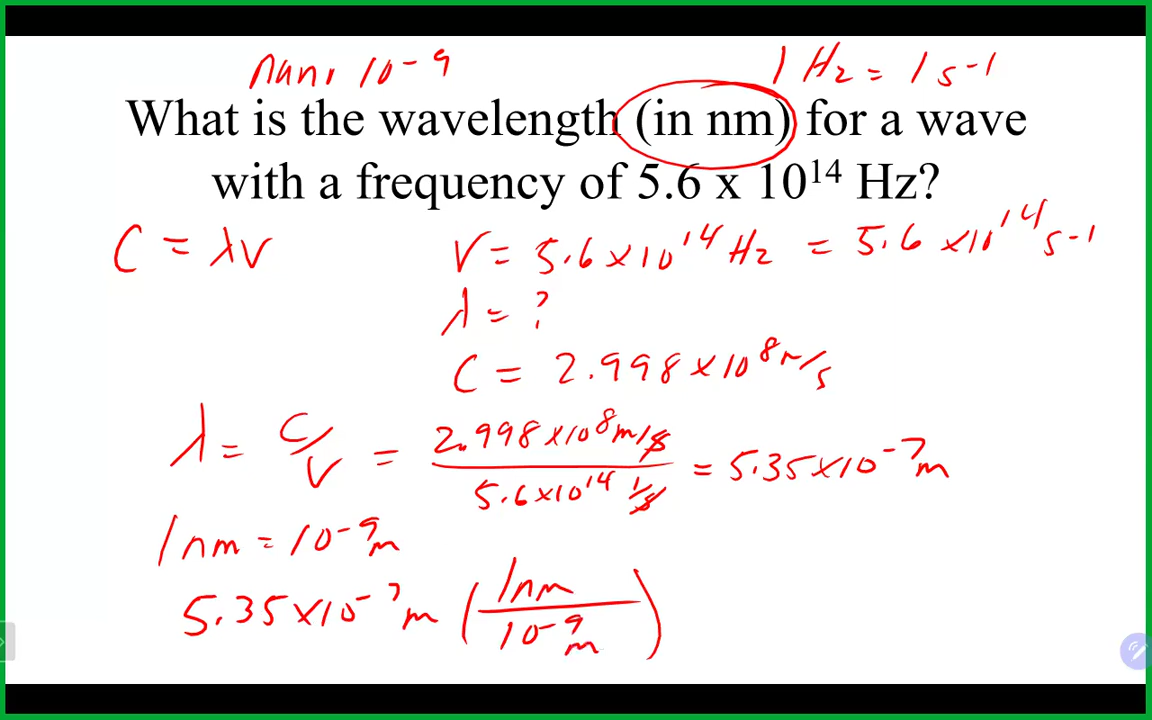 nano 10⁻⁹ 1 Hz = 1 s⁻¹
What is the wavelength (in nm) for a wave
with a frequency of 5.6 x 10¹⁴ Hz?
C = λν ν = 5.6 × 10¹⁴ Hz = 5.6 × 10¹⁴ s⁻¹
λ = ?
C = 2.998 × 10⁸ m/s
λ = C/ν = 2.998 × 10⁸ m/s / 5.6 × 10¹⁴ 1/s = 5.35 × 10⁻⁷ m
1 nm = 10⁻⁹ m
5.35 × 10⁻⁷ m (1 nm / 10⁻⁹ m)